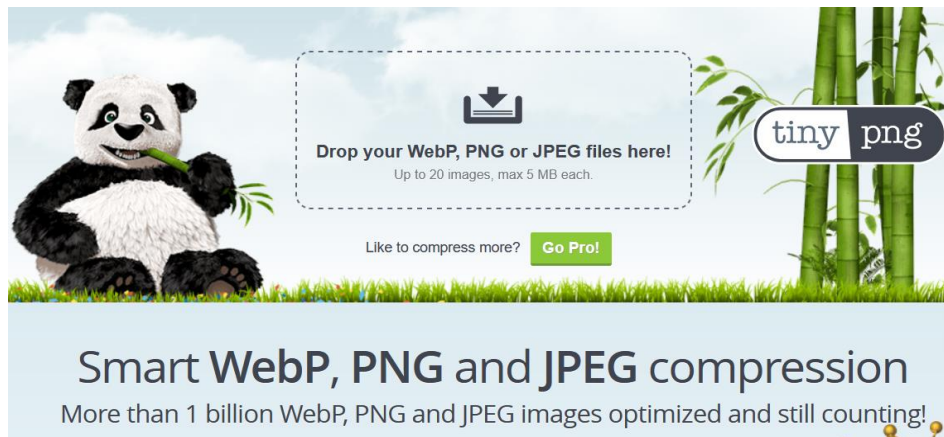 Drop your WebP, PNG or JPEG files here!
Up to 20 images, max 5 MB each.
tiny png
Like to compress more? Go Pro!
Smart WebP, PNG and JPEG compression
More than 1 billion WebP, PNG and JPEG images optimized and still counting!